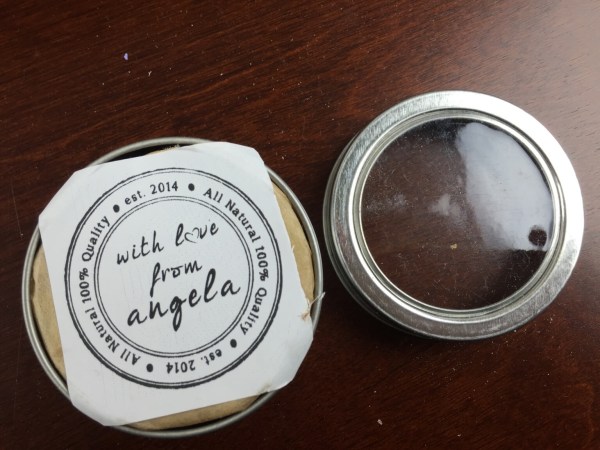 All Natural 100% Quality • est. 2014 •
All Natural 100% Quality • est. 2014 •
with love
from
angela